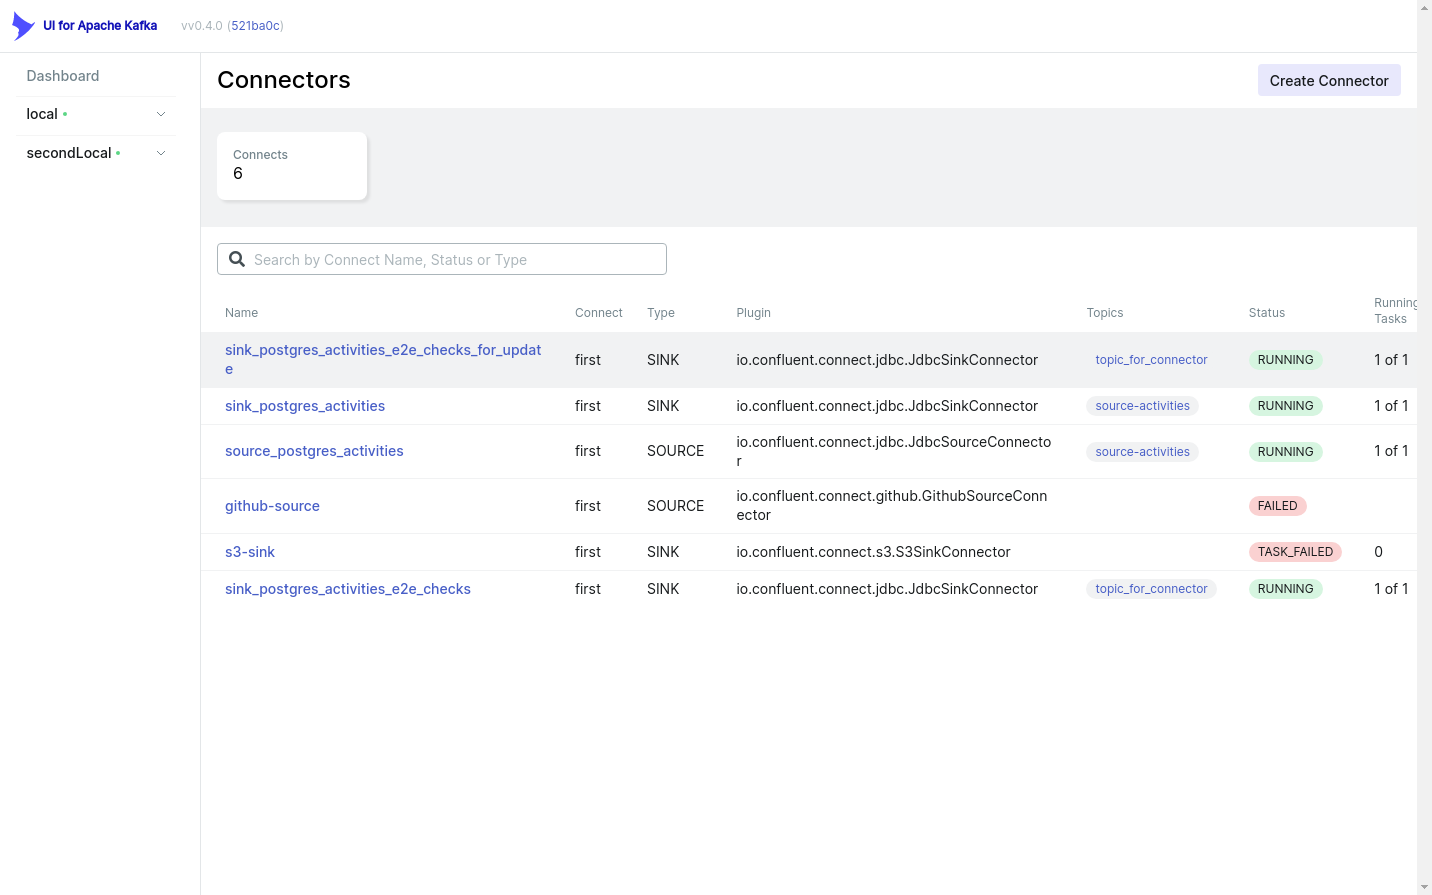 UI for Apache Kafka vv0.4.0 (521ba0c)
Dashboard
local
secondLocal
Connectors
Create Connector
Connects
6
Search by Connect Name, Status or Type
Name Connect Type Plugin Topics Status Running
Tasks
sink_postgres_activities_e2e_checks_for_updat
e
first SINK io.confluent.connect.jdbc.JdbcSinkConnector topic_for_connector RUNNING 1 of 1
sink_postgres_activities first SINK io.confluent.connect.jdbc.JdbcSinkConnector source-activities RUNNING 1 of 1
source_postgres_activities first SOURCE io.confluent.connect.jdbc.JdbcSourceConnecto
r
source-activities RUNNING 1 of 1
github-source first SOURCE io.confluent.connect.github.GithubSourceConn
ector
FAILED
s3-sink first SINK io.confluent.connect.s3.S3SinkConnector TASK_FAILED 0
sink_postgres_activities_e2e_checks first SINK io.confluent.connect.jdbc.JdbcSinkConnector topic_for_connector RUNNING 1 of 1